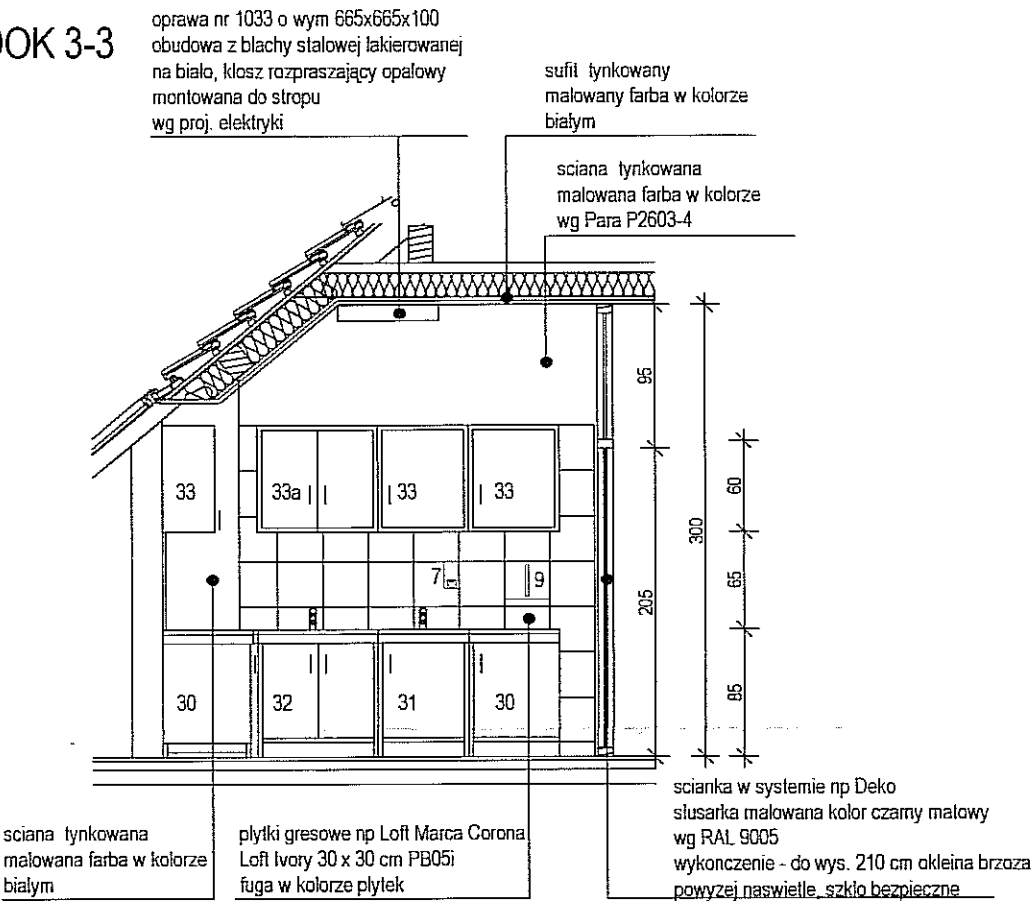 OK 3-3
oprawa nr 1033 o wym 665x665x100
obudowa z blachy stalowej lakierowanej
na biało, klosz rozpraszający opalowy
montowana do stropu
wg proj. elektryki
sufit tynkowany
malowany farba w kolorze
białym
sciana tynkowana
malowana farba w kolorze
wg Para P2603-4
33
33a
33
33
7
9
30
32
31
30
95
205
300
60
65
85
sciana tynkowana
malowana farba w kolorze
białym
plytki gresowe np Loft Marca Corona
Loft Ivory 30 x 30 cm PB05i
fuga w kolorze plytek
scianka w systemie np Deko
slusarka malowana kolor czarny matowy
wg RAL 9005
wykonczenie - do wys. 210 cm okleina brzoza
powyzej naswietle, szkło bezpieczne